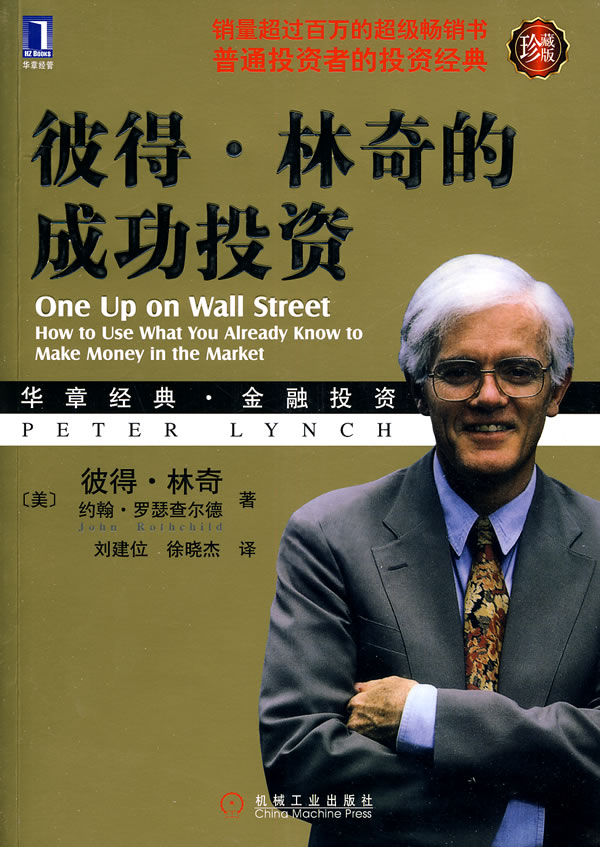 HZ Books
华章经管
销量超过百万的超级畅销书
普通投资者的投资经典
珍藏版
彼得·林奇的
成功投资
One Up on Wall Street
How to Use What You Already Know to
Make Money in the Market
华章经典·金融投资
PETER LYNCH
〔美〕 彼得·林奇 著
约翰·罗瑟查尔德
John Rothchild
刘建位 徐晓杰 译
机械工业出版社
China Machine Press